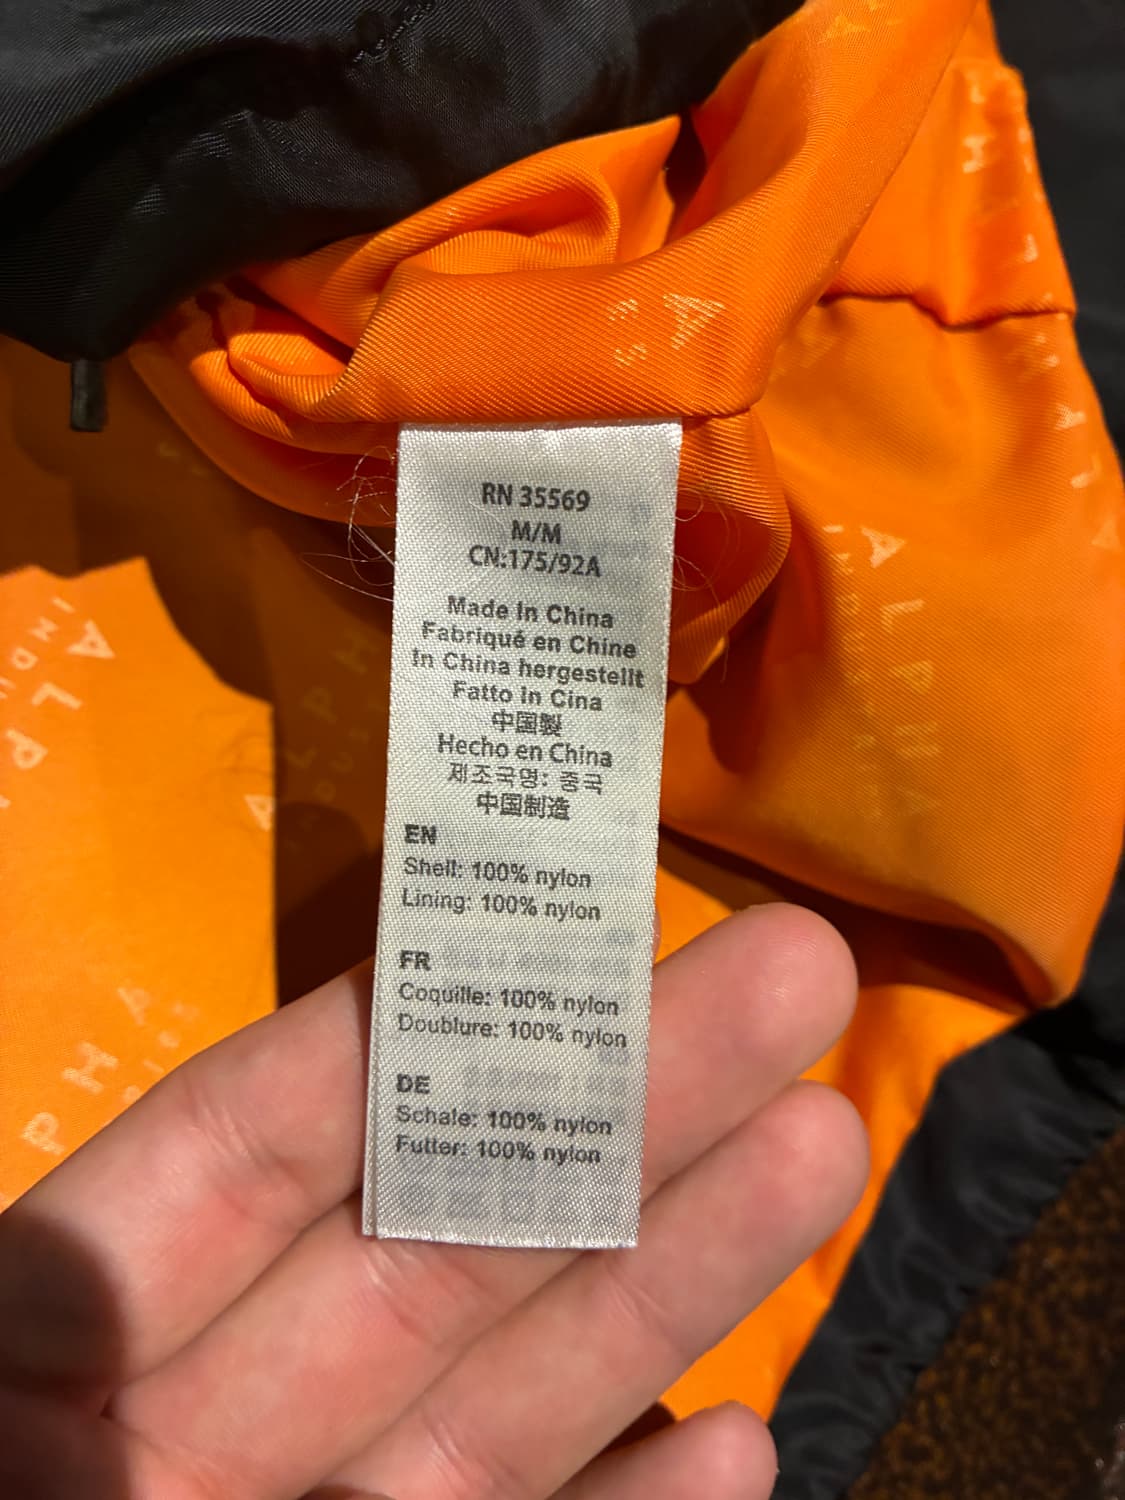 RN 35569
M/M
CN:175/92A
Made In China
Fabriqué en Chine
In China hergestellt
Fatto In Cina
中国製
Hecho en China
제조국명: 중국
中国制造
EN
Shell: 100% nylon
Lining: 100% nylon
FR
Coquille: 100% nylon
Doublure: 100% nylon
DE
Schale: 100% nylon
Futter: 100% nylon